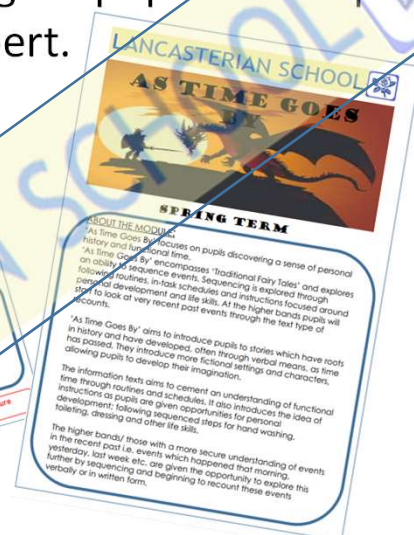 pert.
LANCASTERIAN SCHOOL
AS TIME GOES
BY
SPRING TERM
ABOUT THE MODULE
'As Time Goes By' focuses on pupils discovering a sense of personal
history and functional time.
'As Time Goes By' encompasses 'Traditional Fairy Tales' and explores
an ability to sequence events. Sequencing is explored through
following routines, in-task schedules and instructions focused around
personal development and life skills. At the higher bands pupils will
start to look at very recent past events through the text type of
recounts.
'As Time Goes By' aims to introduce pupils to stories which have roots
in history and have developed, often through verbal means, as time
has passed. They introduce more fictional settings and characters,
allowing pupils to develop their imagination.
The information texts aims to cement an understanding of functional
time through routines and schedules. It also introduces the idea of
instructions as pupils are given opportunities for personal
development; following sequenced steps for hand washing,
toileting, dressing and other life skills.
The higher bands/ those with a more secure understanding of events
in the recent past i.e. events which happened that morning,
yesterday, last week etc. are given the opportunity to explore this
further by sequencing and beginning to recount these events
verbally or in written form.
SCHOOL